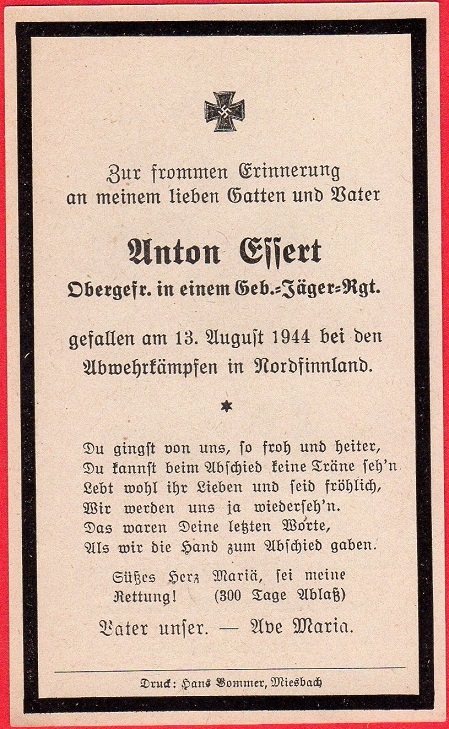 Zur frommen Erinnerung
an meinem lieben Gatten und Vater
Anton Essert
Obergefr. in einem Geb.-Jäger-Rgt.
gefallen am 13. August 1944 bei den
Abwehrkämpfen in Nordfinnland.
*
Du gingst von uns, so froh und heiter,
Du kannst beim Abschied keine Träne seh'n
Lebt wohl ihr Lieben und seid fröhlich,
Wir werden uns ja wiederseh'n.
Das waren Deine letzten Worte,
Als wir die Hand zum Abschied gaben.
Süßes Herz Mariä, sei meine
Rettung! (300 Tage Ablaß)
Vater unser. — Ave Maria.
Druck: Hans Bommer, Miesbach